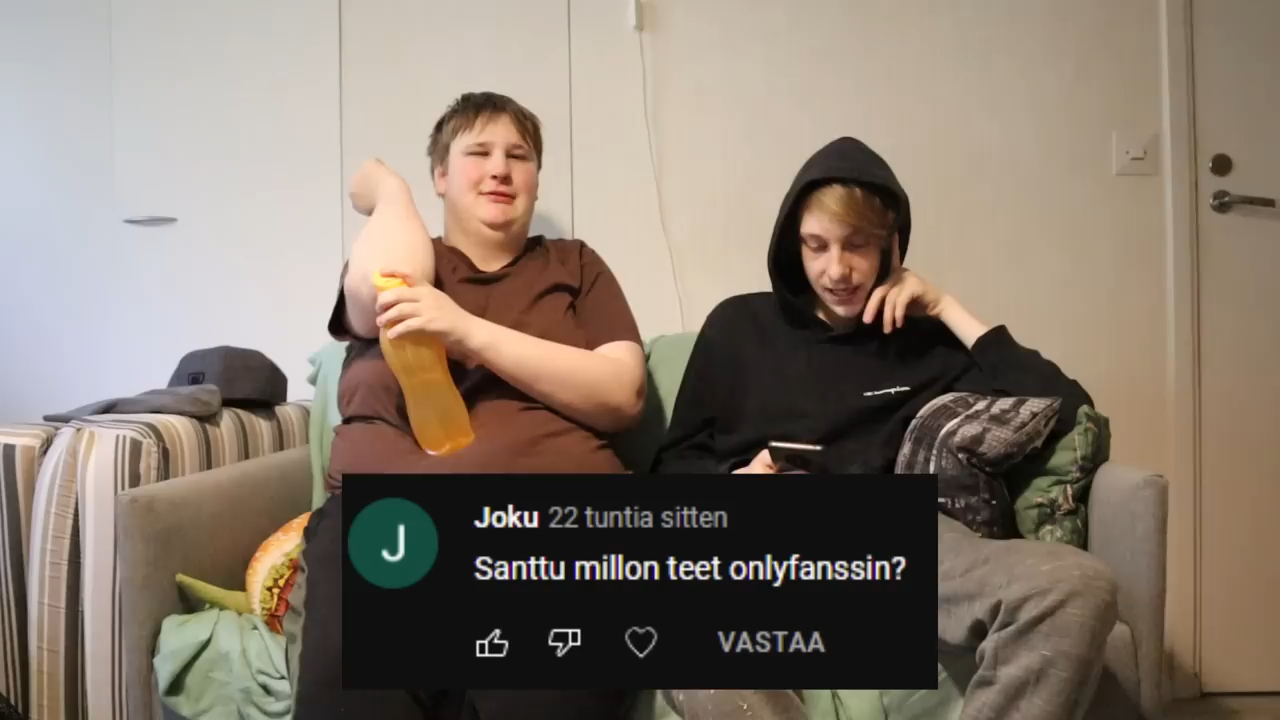 Joku 22 tuntia sitten
Santtu millon teet onlyfanssin?
VASTAA
J